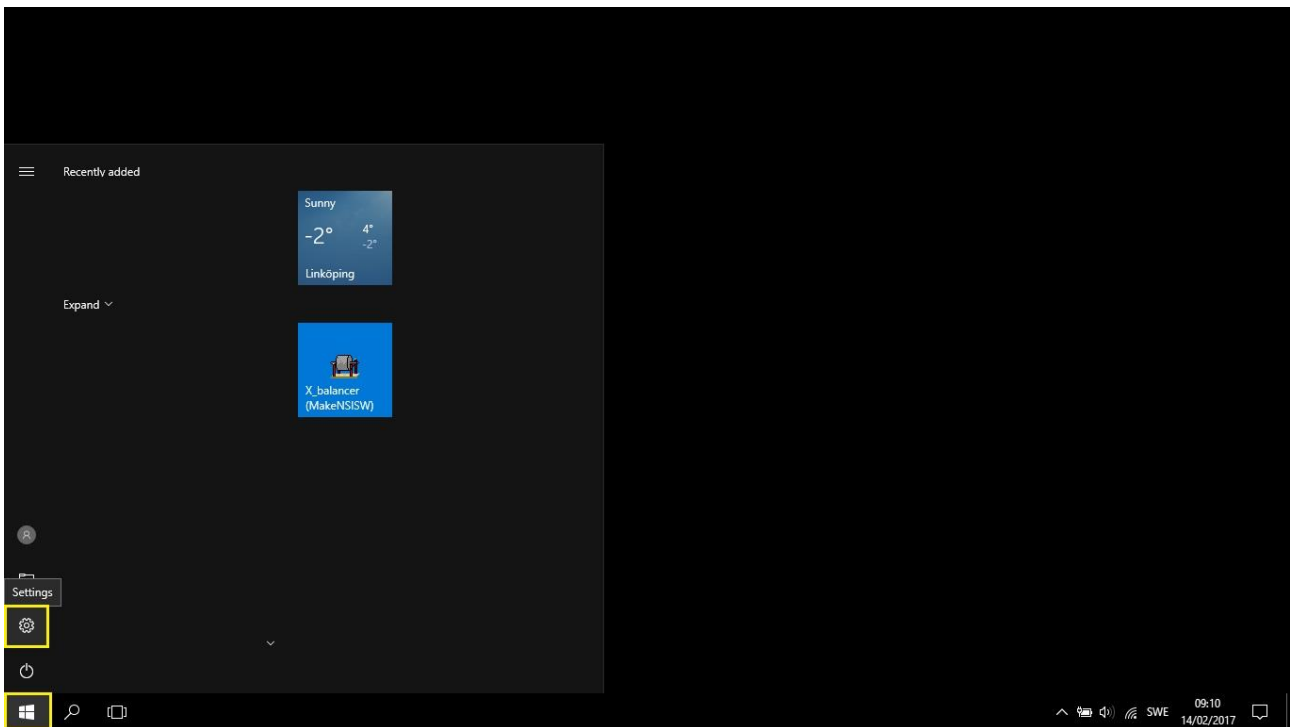 Recently added
Sunny
-2° 4°
-2°
Linköping
Expand
X_balancer
(MakeNSISW)
Settings
SWE
09:10
14/02/2017